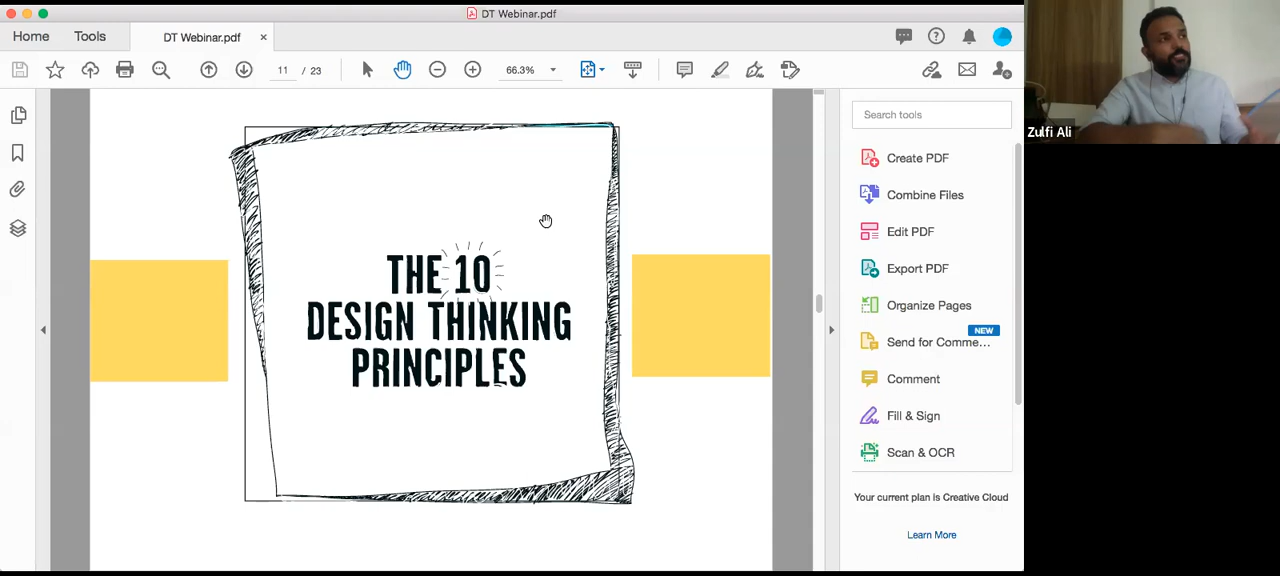 DT Webinar.pdf
Home
Tools
DT Webinar.pdf
11 / 23
66.3%
Zulfi Ali
Search tools
Create PDF
Combine Files
Edit PDF
Export PDF
Organize Pages
NEW
Send for Comme...
Comment
Fill & Sign
Scan & OCR
Your current plan is Creative Cloud
Learn More
THE 10
DESIGN THINKING
PRINCIPLES